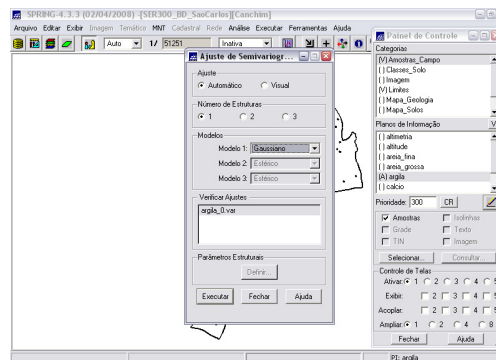 SPRING-4.3.3 (02/04/2008) -[SER300_BD_SaoCarlos][Canchim]
Arquivo Editar Exibir Imagem Temático MNT Cadastral Rede Análise Executar Ferramentas Ajuda
Auto 1/ 51251 Inativa
Ajuste de Semivariogr...
Ajuste
Automático Visual
Número de Estruturas
1 2 3
Modelos
Modelo 1: Gaussiano
Modelo 2: Esférico
Modelo 3: Esférico
Verificar Ajustes
argila_0.var
Parâmetros Estruturais
Definir...
Executar Fechar Ajuda
Painel de Controle
Categorias
(V) Amostras_Campo
( ) Classes_Solo
( ) Imagem
(V) Limites
( ) Mapa_Geologia
( ) Mapa_Solos
Planos de Informação V
( ) altimetria
( ) altitude
( ) areia_fina
( ) areia_grossa
(A) argila
( ) calcio
Prioridade: 300 CR
Amostras Isolinhas
Grade Texto
TIN Imagem
Selecionar... Consultar...
Controle de Telas
Ativar: 1 2 3 4 5
Exibir: 2 3 4 5
Acoplar: 2 3 4 5
Ampliar: 1 2 4 8
Fechar Ajuda
PI: argila